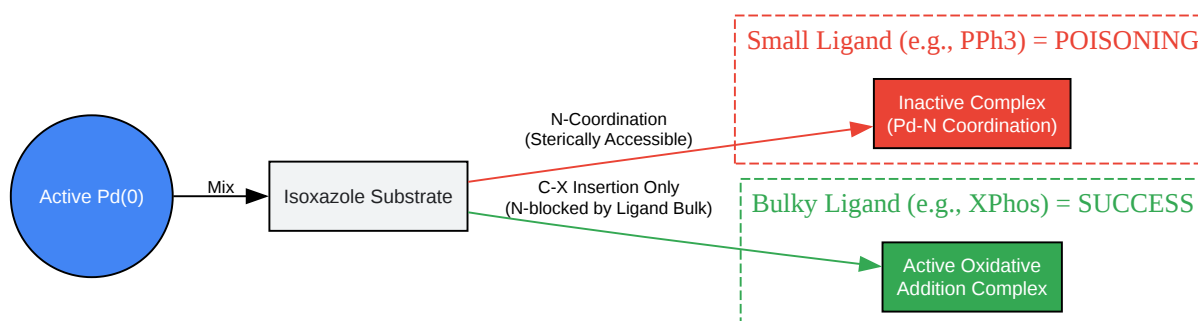 Small Ligand (e.g., PPh3) = POISONING
Inactive Complex
(Pd-N Coordination)
N-Coordination
(Sterically Accessible)
Active Pd(0)
Mix
Isoxazole Substrate
C-X Insertion Only
(N-blocked by Ligand Bulk)
Bulky Ligand (e.g., XPhos) = SUCCESS
Active Oxidative
Addition Complex